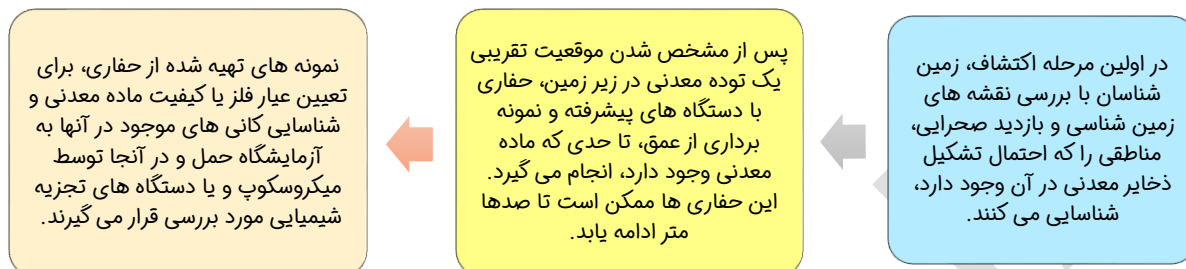 در اولین مرحله اکتشاف، زمین
شناسان با بررسی نقشه های
زمین شناسی و بازدید صحرایی،
مناطقی را که احتمال تشکیل
ذخایر معدنی در آن وجود دارد،
شناسایی می کنند.
پس از مشخص شدن موقعیت تقریبی
یک توده معدنی در زیر زمین، حفاری
با دستگاه های پیشرفته و نمونه
برداری از عمق، تا حدی که ماده
معدنی وجود دارد، انجام می گیرد.
این حفاری ها ممکن است تا صدها
متر ادامه یابد.
نمونه های تهیه شده از حفاری، برای
تعیین عیار فلز یا کیفیت ماده معدنی و
شناسایی کانی های موجود در آنها به
آزمایشگاه حمل و در آنجا توسط
میکروسکوپ و یا دستگاه های تجزیه
شیمیایی مورد بررسی قرار می گیرند.